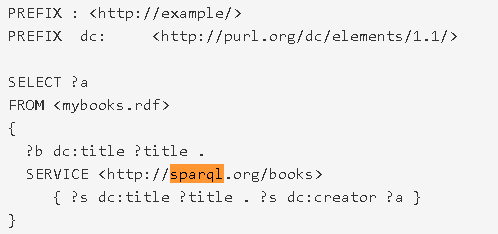 PREFIX : <http://example/>
PREFIX  dc:     <http://purl.org/dc/elements/1.1/>

SELECT ?a
FROM <mybooks.rdf>
{
  ?b dc:title ?title .
  SERVICE <http://sparql.org/books>
     { ?s dc:title ?title . ?s dc:creator ?a }
}